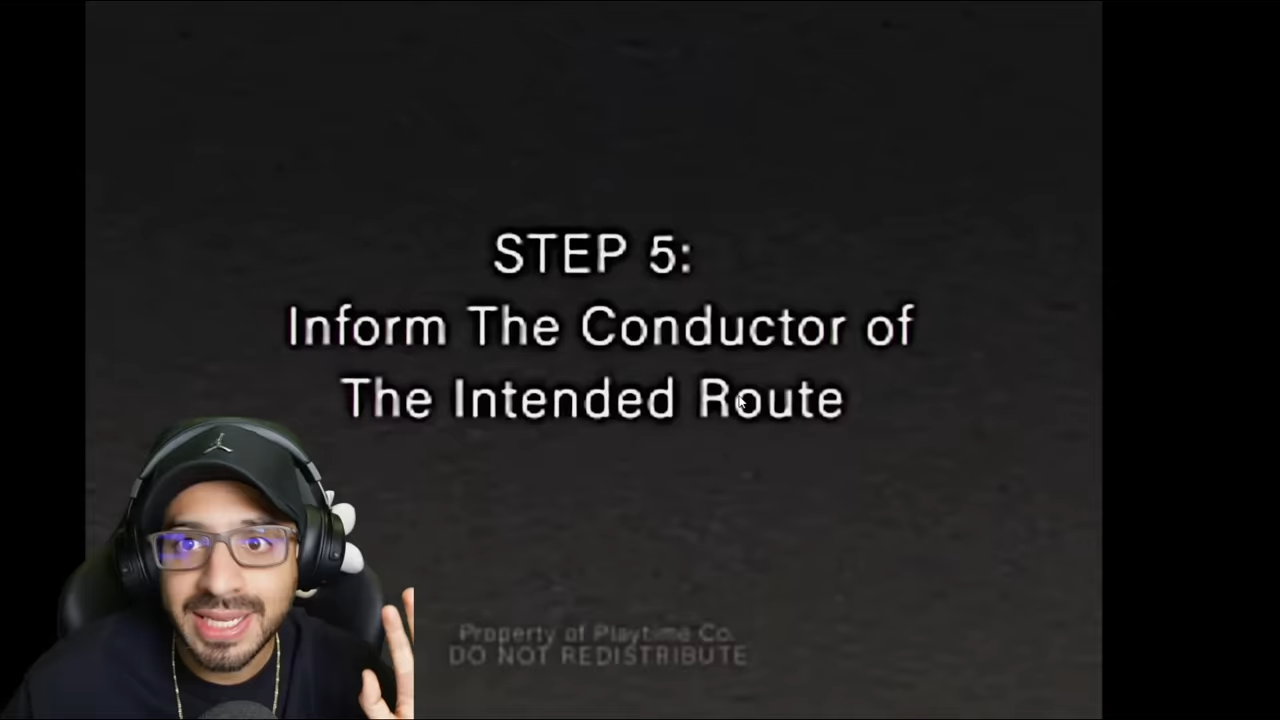 STEP 5:
Inform The Conductor of
The Intended Route
Property of Playtime Co.
DO NOT REDISTRIBUTE